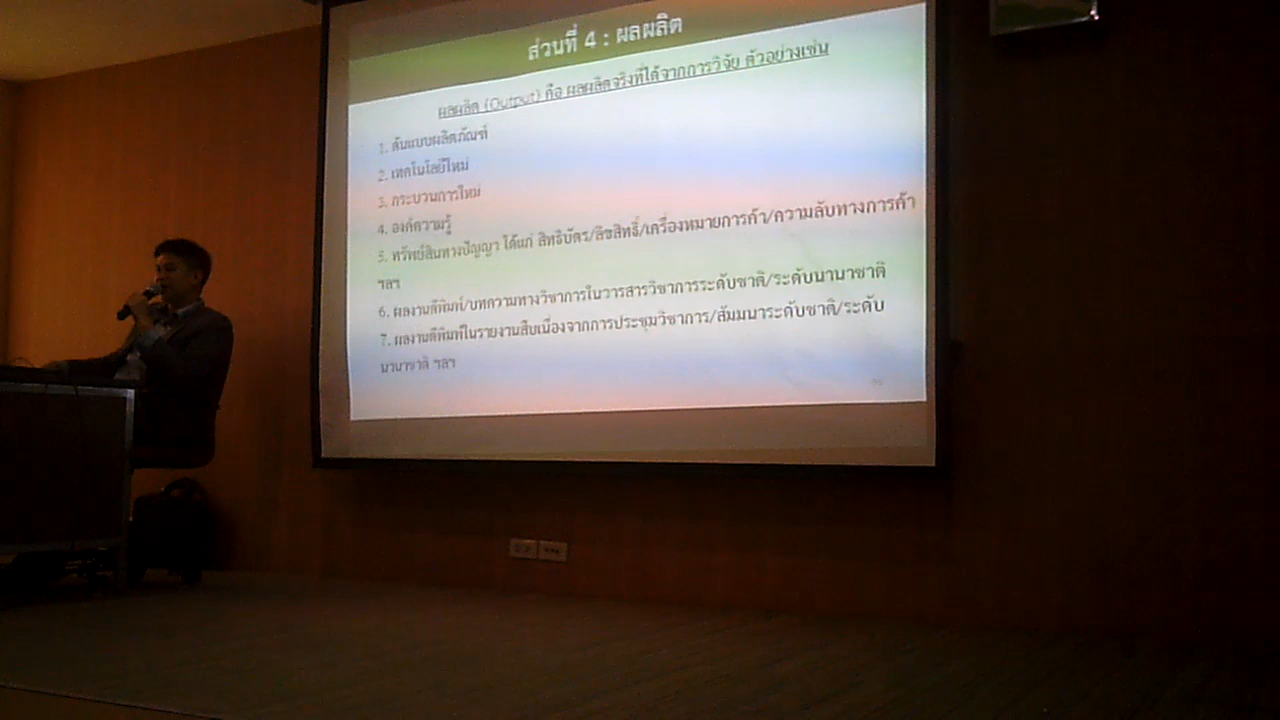 ส่วนที่ 4 : ผลผลิต
ผลผลิต (Output) คือ ผลผลิตจริงที่ได้จากการวิจัย ตัวอย่างเช่น
1. ต้นแบบผลิตภัณฑ์
2. เทคโนโลยีใหม่
3. กระบวนการใหม่
4. องค์ความรู้
5. ทรัพย์สินทางปัญญา ได้แก่ สิทธิบัตร/ลิขสิทธิ์/เครื่องหมายการค้า/ความลับทางการค้า
ฯลฯ
6. ผลงานตีพิมพ์/บทความทางวิชาการในวารสารวิชาการระดับชาติ/ระดับนานาชาติ
7. ผลงานตีพิมพ์ในรายงานสืบเนื่องจากการประชุมวิชาการ/สัมมนาระดับชาติ/ระดับ
นานาชาติ ฯลฯ